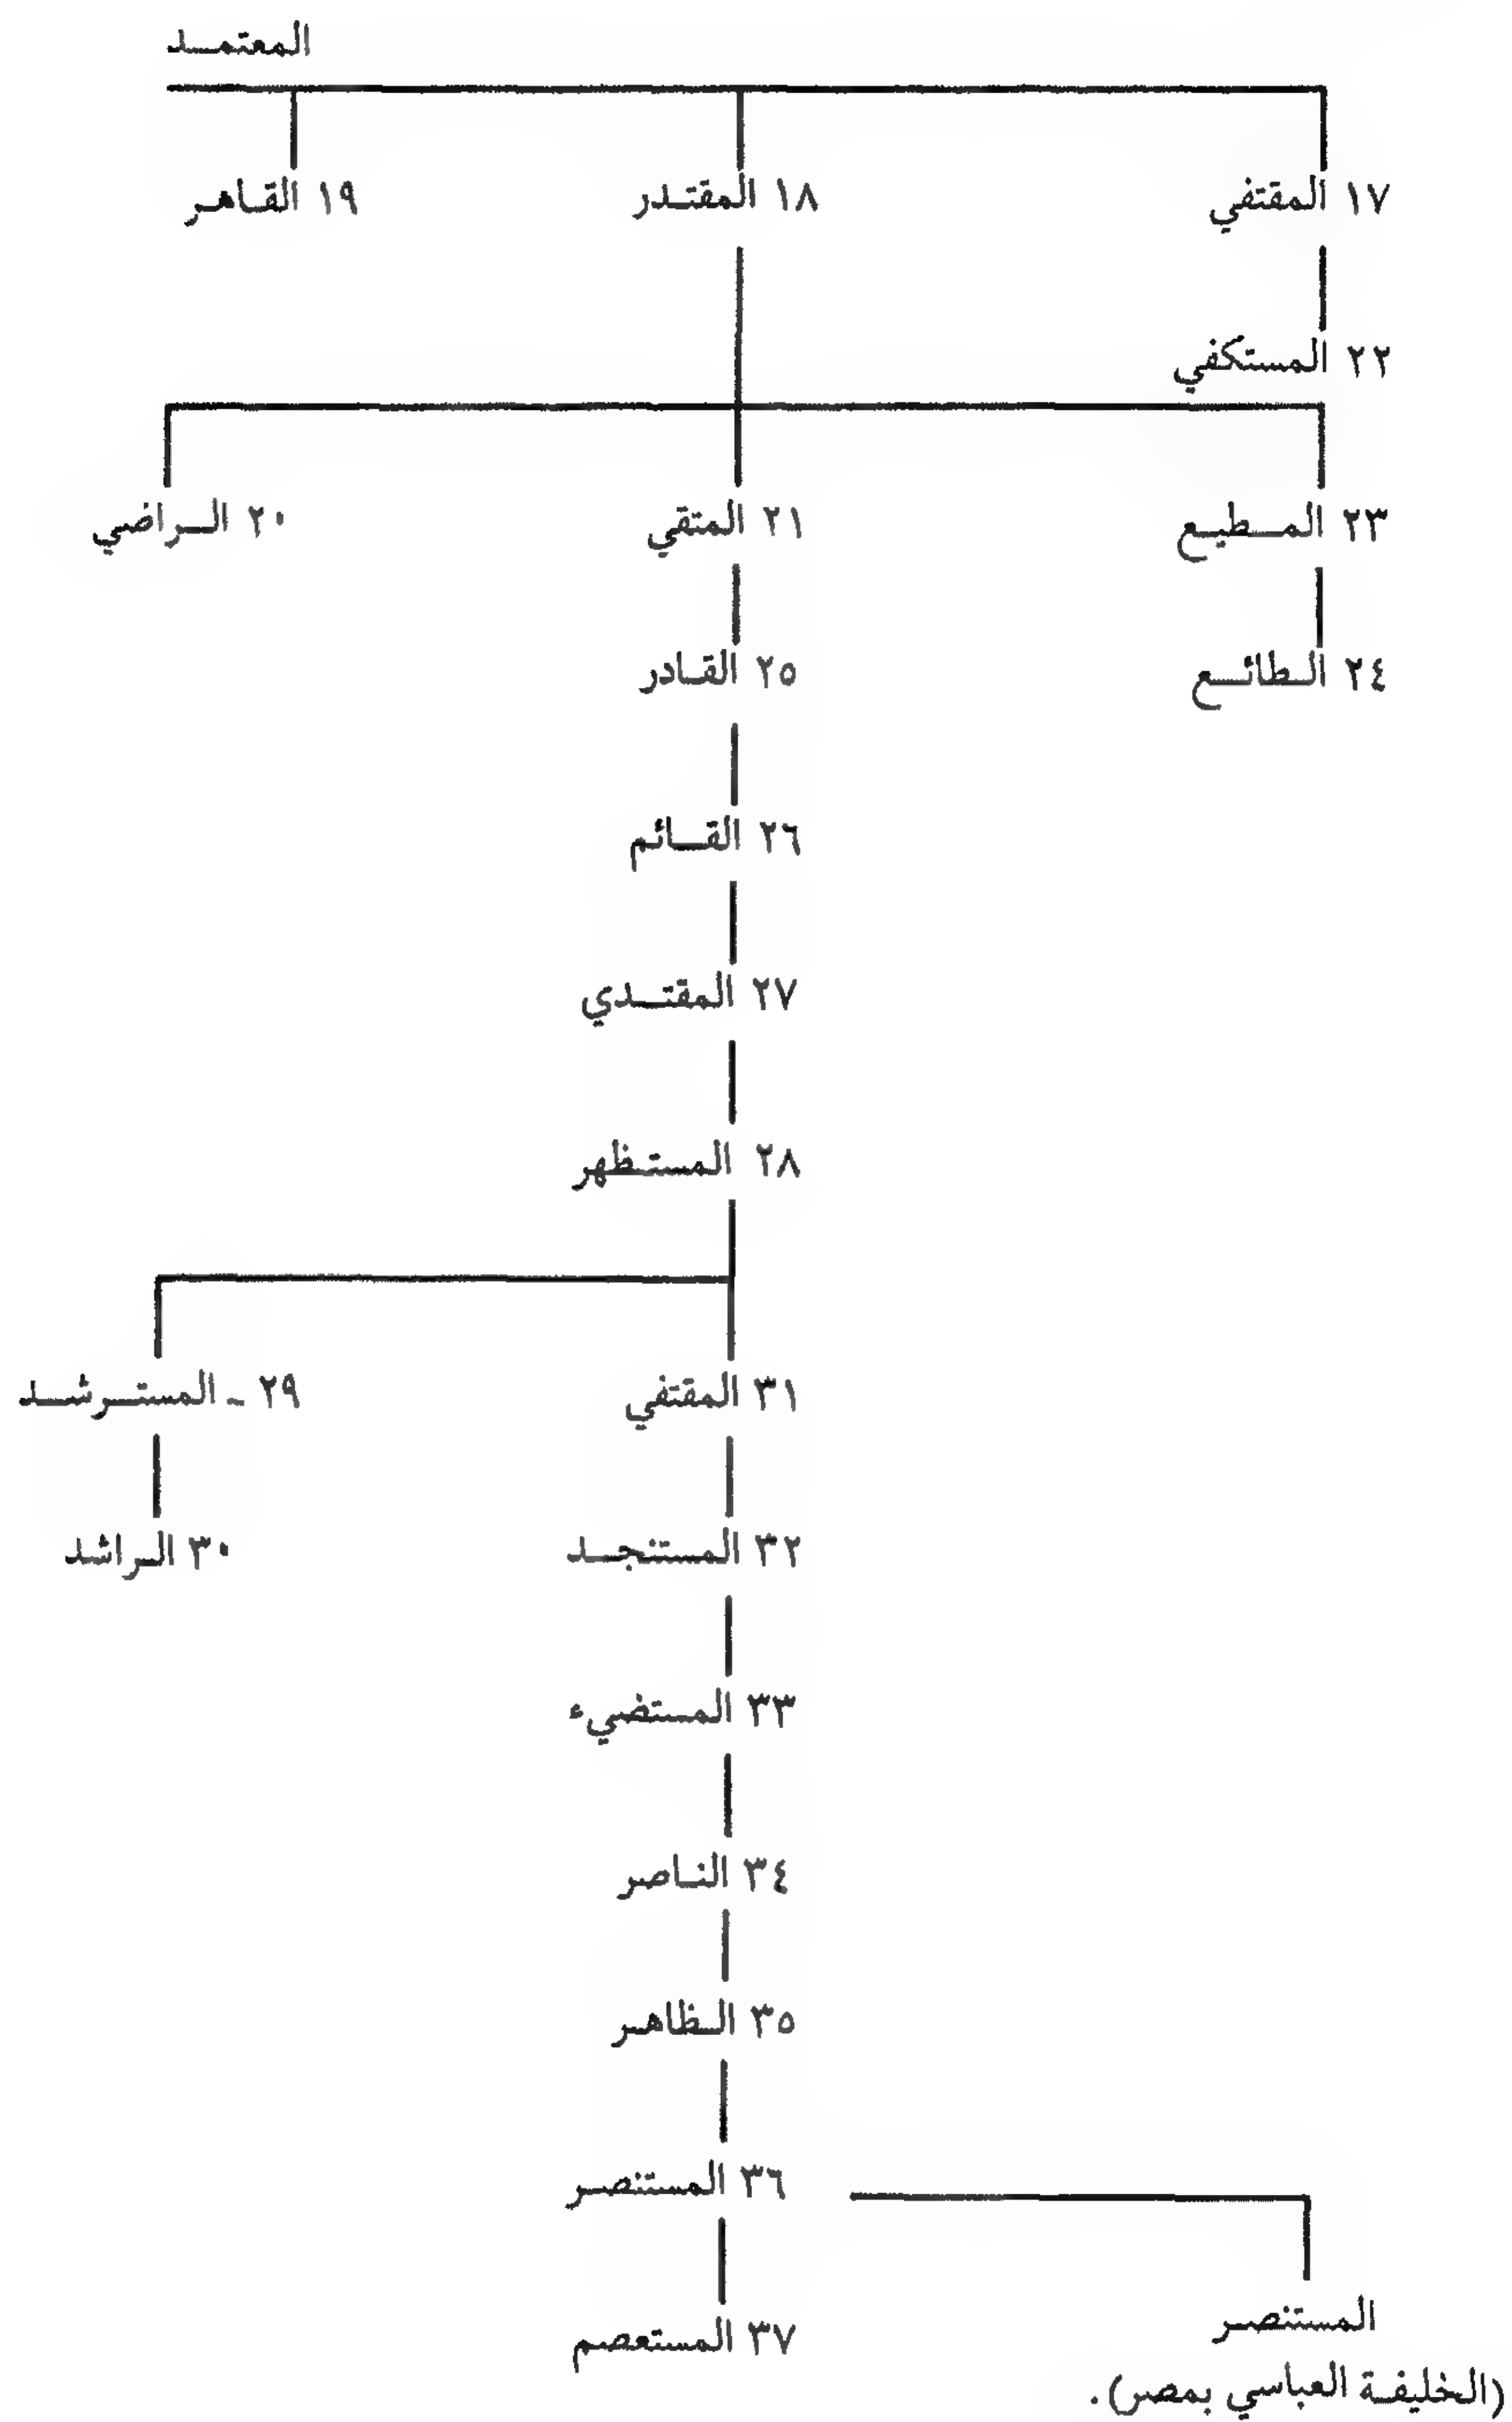 المعتمد
١٧ المقتفي
١٨ المقتدر
١٩ القاهر
٢٢ المستكفي
٢٣ المطيع
٢١ المتقي
٢٠ الراضي
٢٤ الطائع
٢٥ القادر
٢٦ القائم
٢٧ المقتدي
٢٨ المستظهر
٣١ المقتفي
٢٩ - المسترشد
٣٢ المستنجد
٣٠ الراشد
٣٣ المستضيء
٣٤ الناصر
٣٥ الظاهر
٣٦ المستنصر
المستنصر
(الخليفة العباسي بمصر).
٣٧ المستعصم